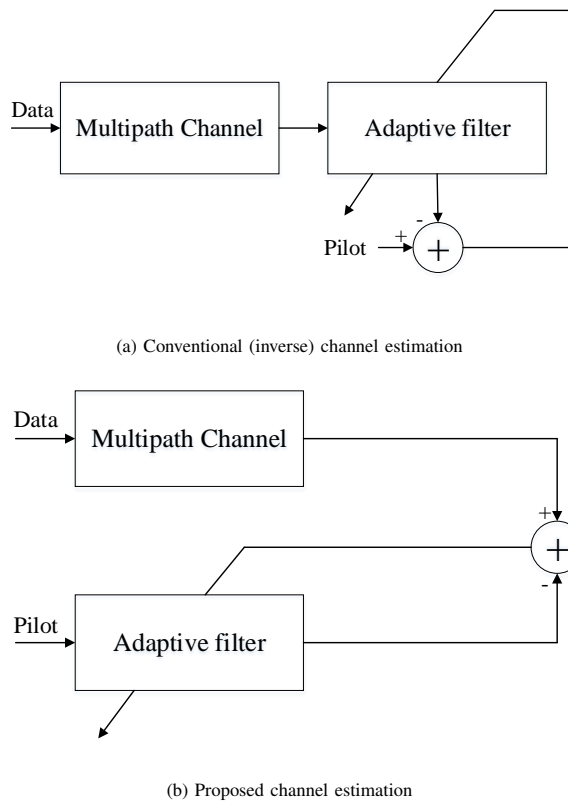 Data
Multipath Channel
Adaptive filter
-
+
Pilot
+
(a) Conventional (inverse) channel estimation
Data
Multipath Channel
+
+
-
Pilot
Adaptive filter
(b) Proposed channel estimation